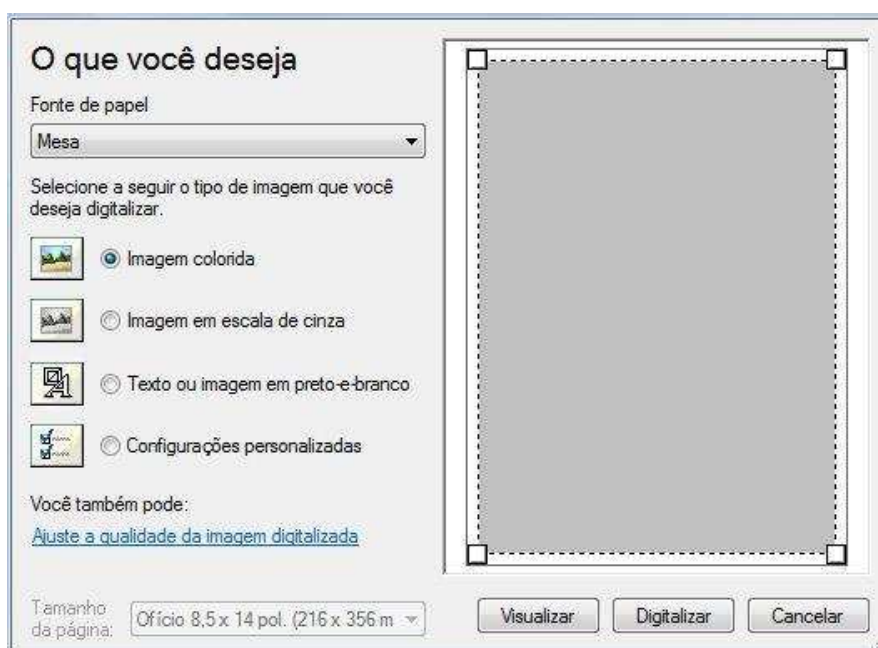 O que você deseja
Fonte de papel
Mesa
Selecione a seguir o tipo de imagem que você
deseja digitalizar.
Imagem colorida
Imagem em escala de cinza
Texto ou imagem em preto-e-branco
Configurações personalizadas
Você também pode:
Ajuste a qualidade da imagem digitalizada
Tamanho
da página:
Ofício 8,5 x 14 pol. (216 x 356 m
Visualizar
Digitalizar
Cancelar